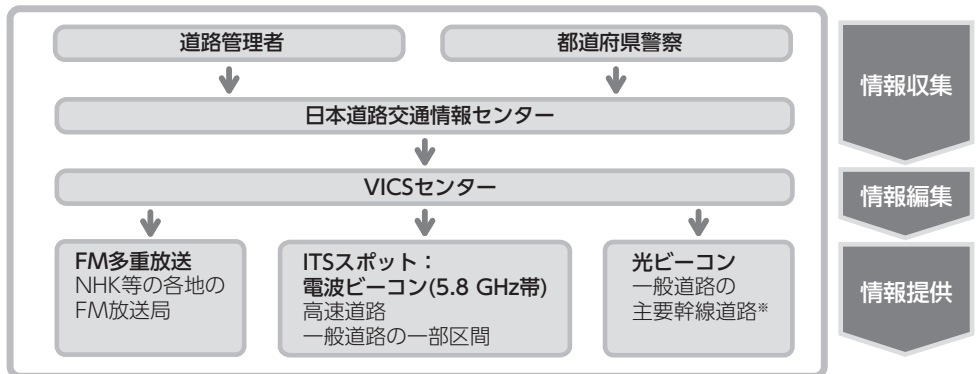 道路管理者
都道府県警察
情報収集
日本道路交通情報センター
VICSセンター
情報編集
FM多重放送
NHK等の各地の
FM放送局
ITSスポット：
電波ビーコン(5.8 GHz帯)
高速道路
一般道路の一部区間
光ビーコン
一般道路の
主要幹線道路※
情報提供